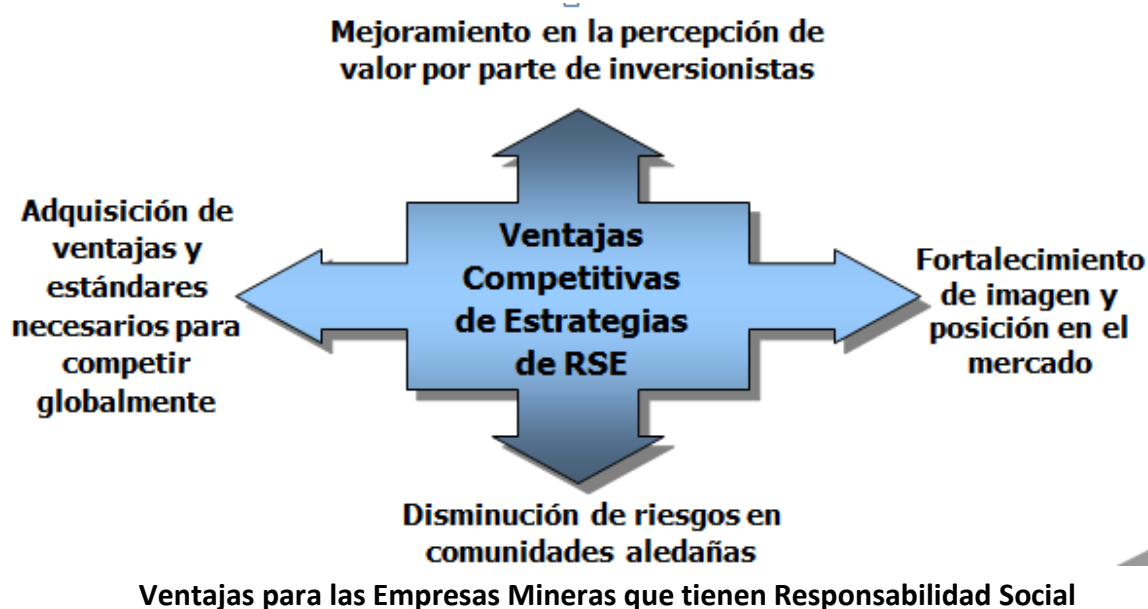 Mejoramiento en la percepción de
valor por parte de inversionistas
Adquisición de
ventajas y
estándares
necesarios para
competir
globalmente
Ventajas
Competitivas
de Estrategias
de RSE
Fortalecimiento
de imagen y
posición en el
mercado
Disminución de riesgos en
comunidades aledañas
Ventajas para las Empresas Mineras que tienen Responsabilidad Social